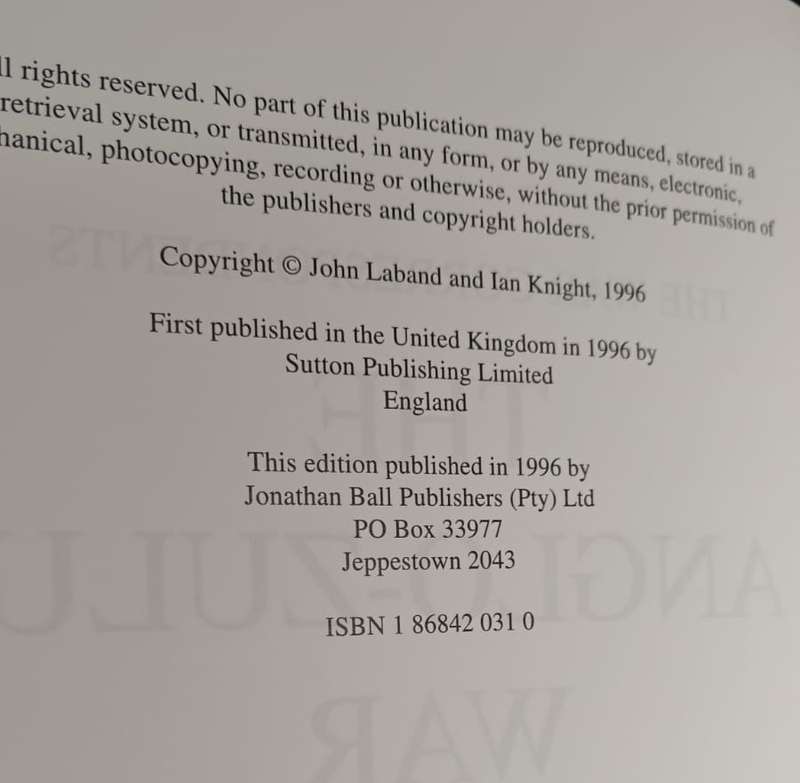 ll rights reserved. No part of this publication may be reproduced, stored in a
retrieval system, or transmitted, in any form, or by any means, electronic,
hanical, photocopying, recording or otherwise, without the prior permission of
the publishers and copyright holders.
Copyright © John Laband and Ian Knight, 1996
First published in the United Kingdom in 1996 by
Sutton Publishing Limited
England
This edition published in 1996 by
Jonathan Ball Publishers (Pty) Ltd
PO Box 33977
Jeppestown 2043
ISBN 1 86842 031 0